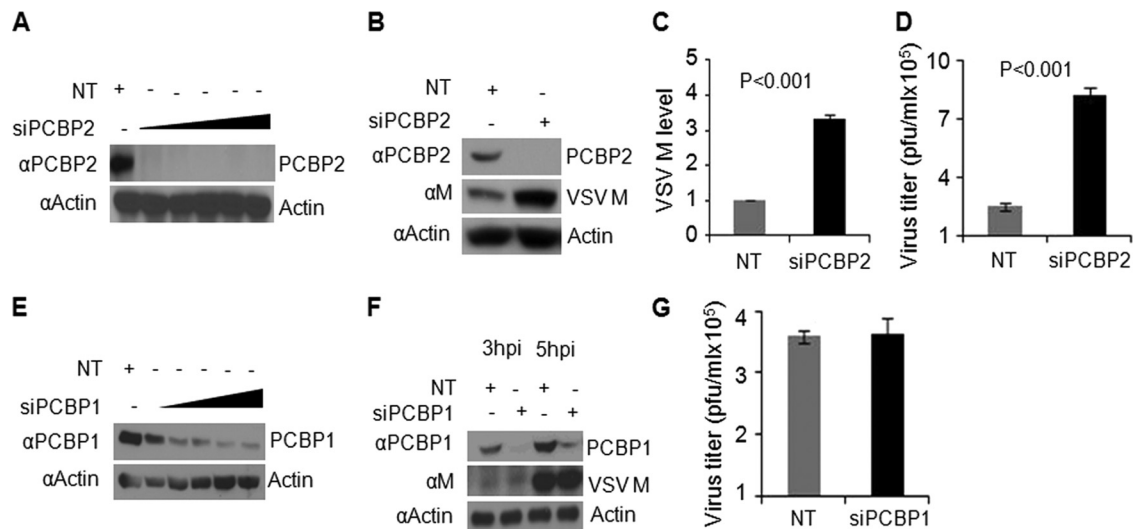 A
NT + - - - - -
siPCBP2 -
αPCBP2 PCBP2
αActin Actin
B
NT + -
siPCBP2 - +
αPCBP2 PCBP2
αM VSV M
αActin Actin
C
P<0.001
VSV M level
5
4
3
2
1
0
NT siPCBP2
D
P<0.001
Virus titer (pfu/mlx10⁵)
10
7
4
1
NT siPCBP2
E
NT + - - - - -
siPCBP1 -
αPCBP1 PCBP1
αActin Actin
F
3hpi 5hpi
NT + - + -
siPCBP1 - + - +
αPCBP1 PCBP1
αM VSV M
αActin Actin
G
Virus titer (pfu/mlx10⁵)
4
3
2
1
NT siPCBP1